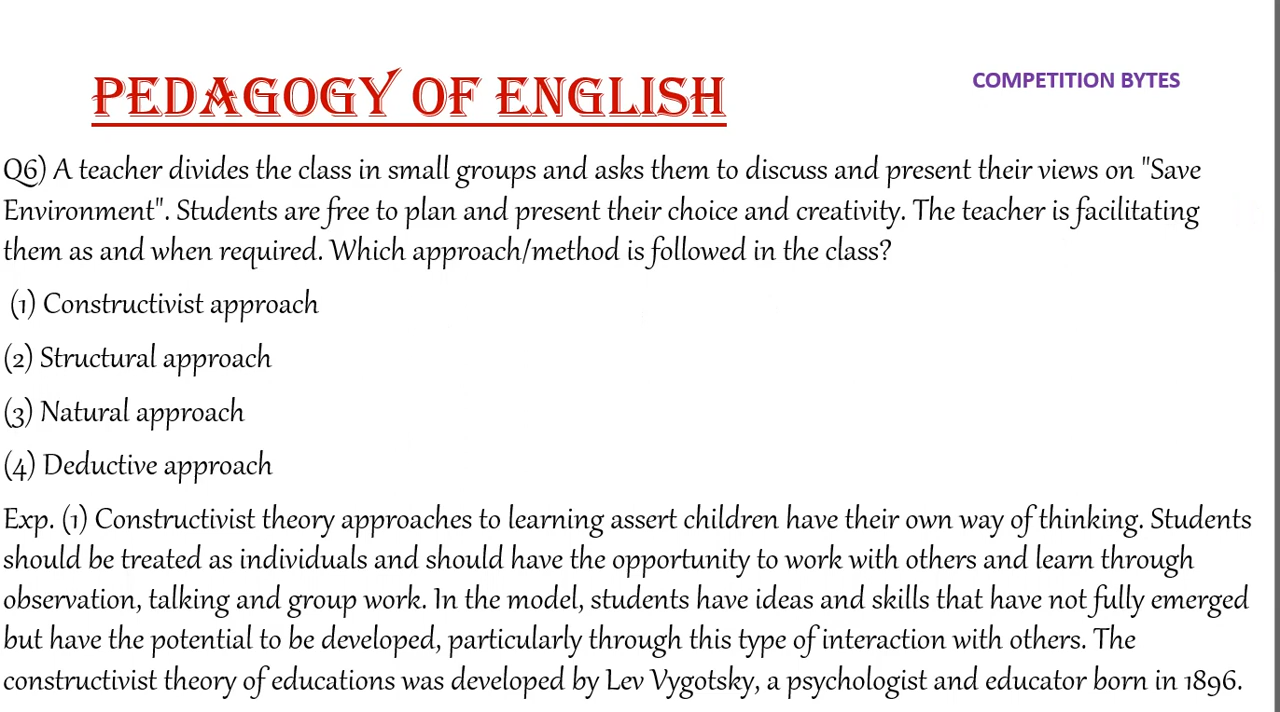 PEDAGOGY OF ENGLISH
COMPETITION BYTES
Q6) A teacher divides the class in small groups and asks them to discuss and present their views on "Save
Environment". Students are free to plan and present their choice and creativity. The teacher is facilitating
them as and when required. Which approach/method is followed in the class?
(1) Constructivist approach
(2) Structural approach
(3) Natural approach
(4) Deductive approach
Exp. (1) Constructivist theory approaches to learning assert children have their own way of thinking. Students
should be treated as individuals and should have the opportunity to work with others and learn through
observation, talking and group work. In the model, students have ideas and skills that have not fully emerged
but have the potential to be developed, particularly through this type of interaction with others. The
constructivist theory of educations was developed by Lev Vygotsky, a psychologist and educator born in 1896.